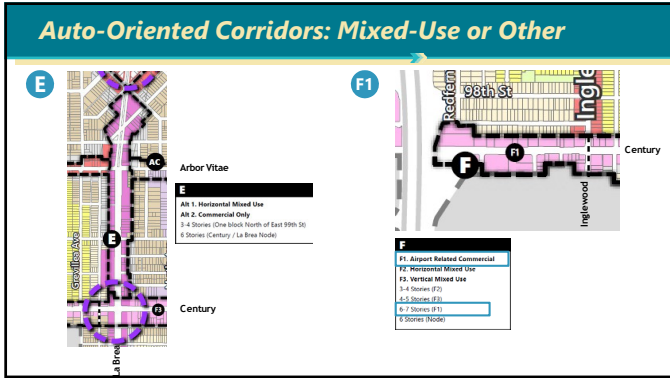 Auto-Oriented Corridors: Mixed-Use or Other
E
AC
Arbor Vitae
E
Alt 1. Horizontal Mixed Use
Alt 2. Commercial Only
3-4 Stories (One block North of East 99th St)
6 Stories (Century / La Brea Node)
Grevillea Ave
E
F3
Century
La Brea
F1
Redfern
98th St
Ingle
F1
Century
F
Inglewood
F
F1. Airport Related Commercial
F2. Horizontal Mixed Use
F3. Vertical Mixed Use
3-4 Stories (F2)
4-5 Stories (F3)
6-7 Stories (F1)
6 Stories (Node)